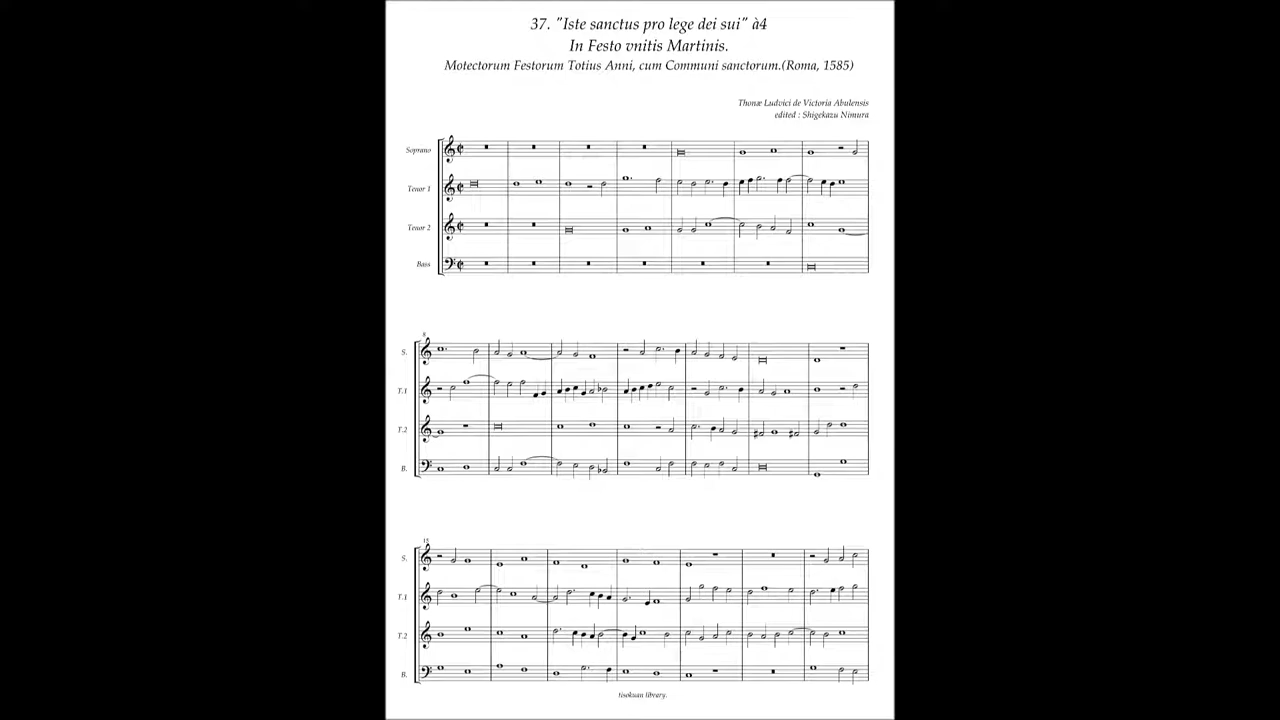 37. "Iste sanctus pro lege dei sui" à4
In Festo vnitis Martinis.
Motectorum Festorum Totius Anni, cum Communi sanctorum.(Roma, 1585)
Thonæ Ludvici de Victoria Abulensis
edited : Shigekazu Nimura
Soprano
Tenor 1
Tenor 2
Bass
8
S.
T.1
T.2
B.
15
S.
T.1
T.2
B.
tisokuan library.